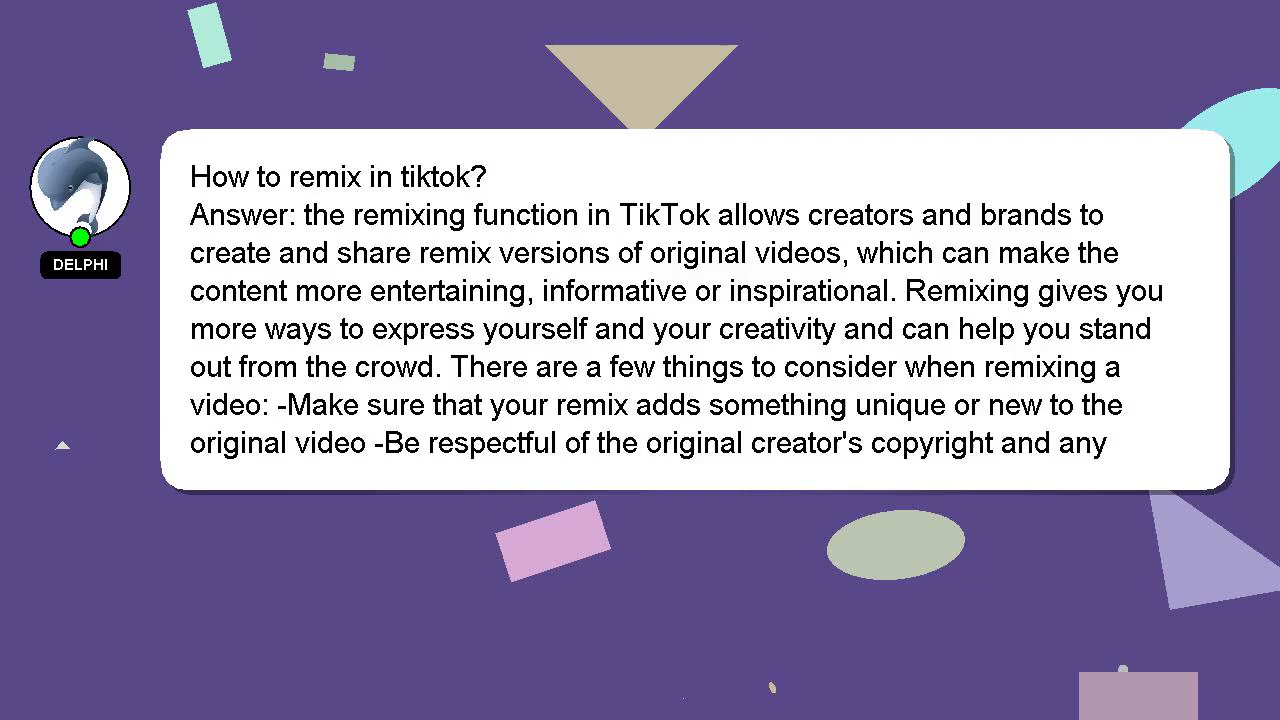 How to remix in tiktok?
Answer: the remixing function in TikTok allows creators and brands to
create and share remix versions of original videos, which can make the
content more entertaining, informative or inspirational. Remixing gives you
more ways to express yourself and your creativity and can help you stand
out from the crowd. There are a few things to consider when remixing a
video: -Make sure that your remix adds something unique or new to the
original video -Be respectful of the original creator's copyright and any
DELPHI